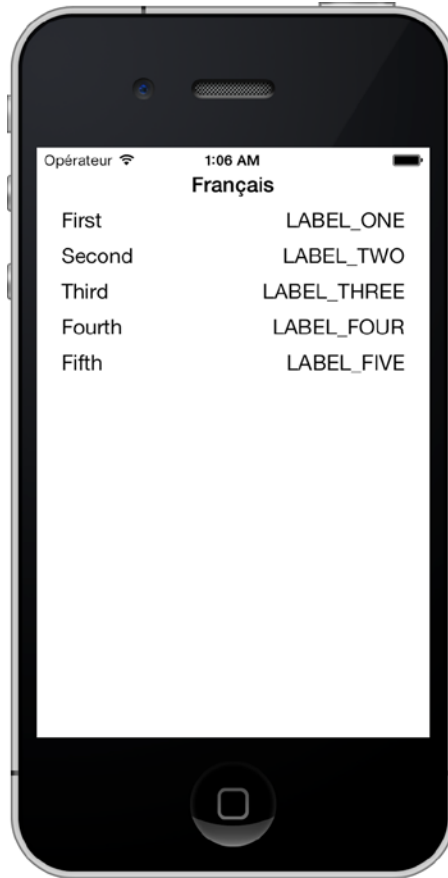 Opérateur 1:06 AM
Français
First LABEL_ONE
Second LABEL_TWO
Third LABEL_THREE
Fourth LABEL_FOUR
Fifth LABEL_FIVE